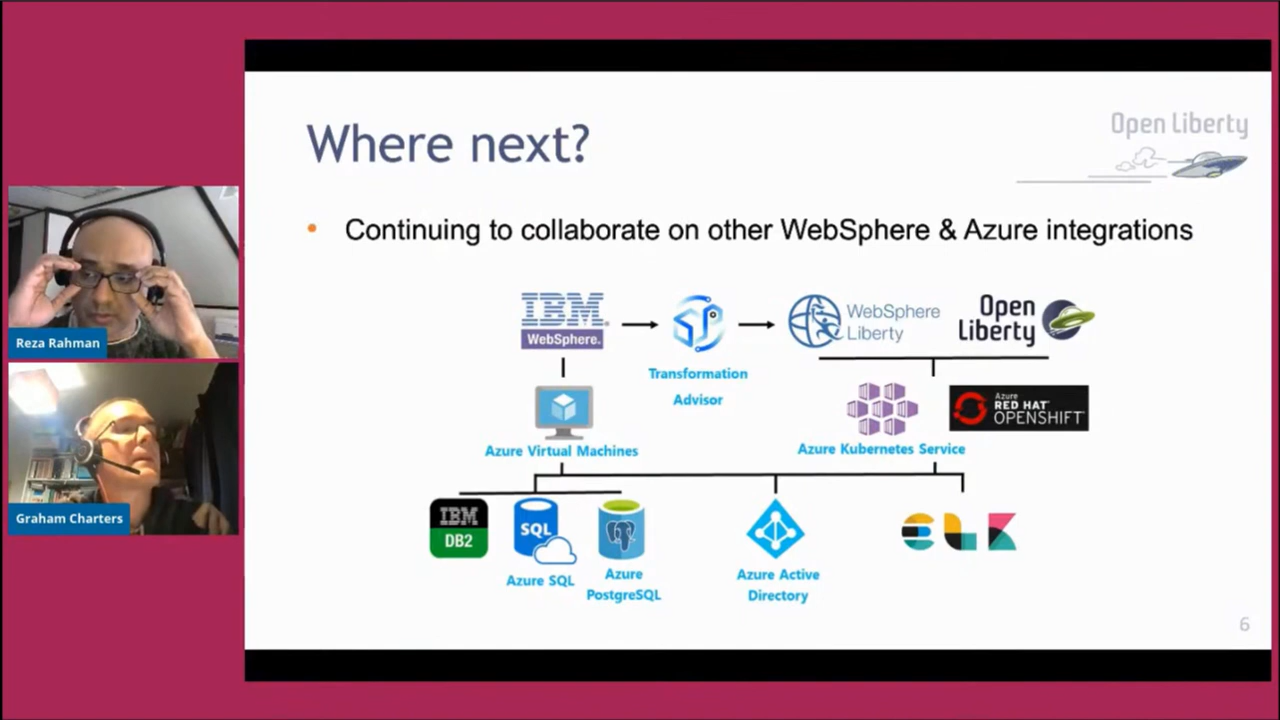 Open Liberty
Where next?
• Continuing to collaborate on other WebSphere & Azure integrations
IBM
WebSphere.
Transformation
Advisor
WebSphere
Liberty
Open
Liberty
Azure Virtual Machines
Azure Kubernetes Service
Azure
RED HAT
OPENSHIFT
IBM
DB2
SQL
Azure SQL
Azure
PostgreSQL
Azure Active
Directory
ELK
6
Reza Rahman
Graham Charters